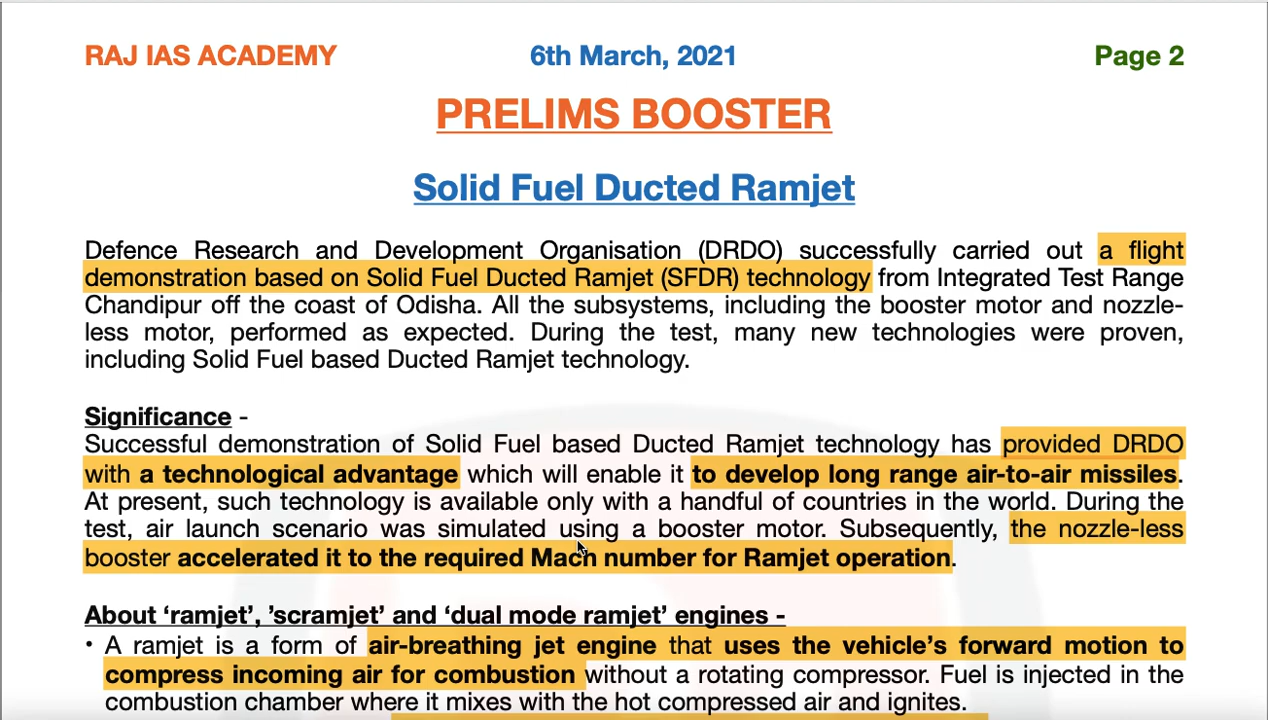 RAJ IAS ACADEMY 6th March, 2021 Page 2
PRELIMS BOOSTER
Solid Fuel Ducted Ramjet
Defence Research and Development Organisation (DRDO) successfully carried out a flight
demonstration based on Solid Fuel Ducted Ramjet (SFDR) technology from Integrated Test Range
Chandipur off the coast of Odisha. All the subsystems, including the booster motor and nozzle-
less motor, performed as expected. During the test, many new technologies were proven,
including Solid Fuel based Ducted Ramjet technology.
Significance -
Successful demonstration of Solid Fuel based Ducted Ramjet technology has provided DRDO
with a technological advantage which will enable it to develop long range air-to-air missiles.
At present, such technology is available only with a handful of countries in the world. During the
test, air launch scenario was simulated using a booster motor. Subsequently, the nozzle-less
booster accelerated it to the required Mach number for Ramjet operation.
About ‘ramjet’, ’scramjet’ and ‘dual mode ramjet’ engines -
• A ramjet is a form of air-breathing jet engine that uses the vehicle’s forward motion to
compress incoming air for combustion without a rotating compressor. Fuel is injected in the
combustion chamber where it mixes with the hot compressed air and ignites.